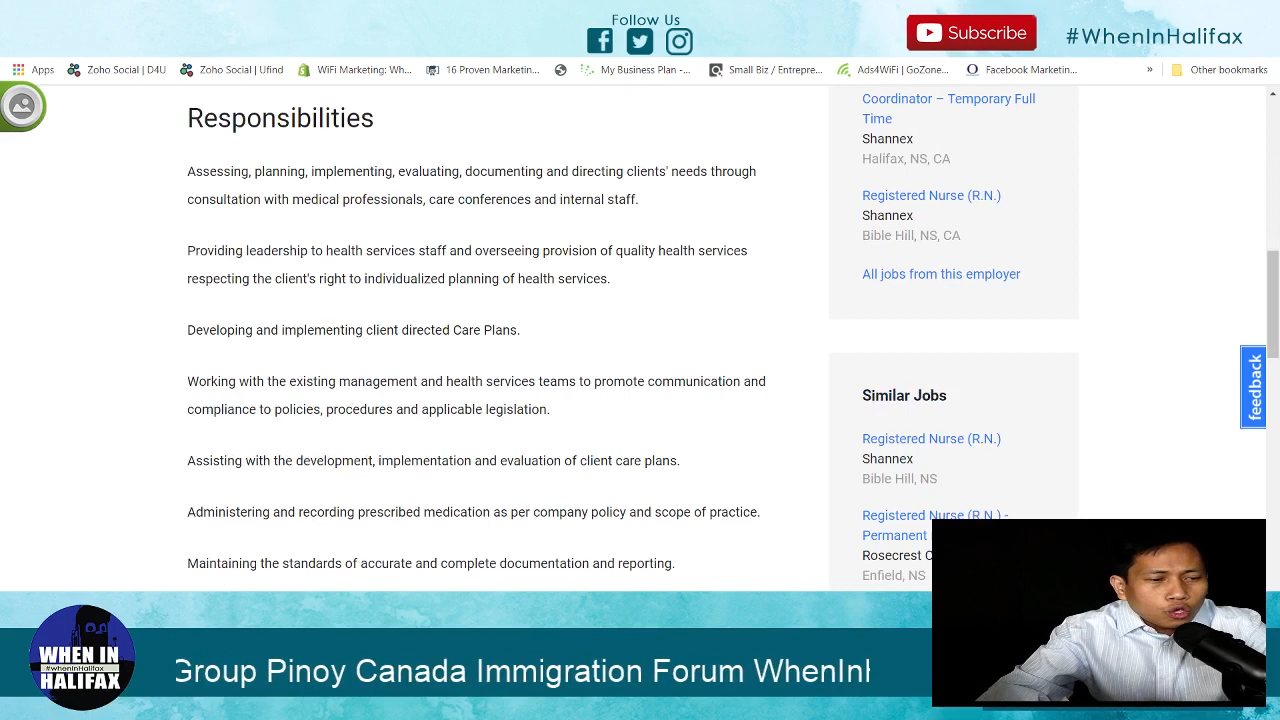 Follow Us
Subscribe
#WhenInHalifax
Apps
Zoho Social | D4U
Zoho Social | Ufind
WiFi Marketing: Wh...
16 Proven Marketin...
My Business Plan -...
Small Biz / Entrepre...
Ads4WiFi | GoZone...
Facebook Marketin...
»
Other bookmarks
Responsibilities
Assessing, planning, implementing, evaluating, documenting and directing clients' needs through
consultation with medical professionals, care conferences and internal staff.
Providing leadership to health services staff and overseeing provision of quality health services
respecting the client's right to individualized planning of health services.
Developing and implementing client directed Care Plans.
Working with the existing management and health services teams to promote communication and
compliance to policies, procedures and applicable legislation.
Assisting with the development, implementation and evaluation of client care plans.
Administering and recording prescribed medication as per company policy and scope of practice.
Maintaining the standards of accurate and complete documentation and reporting.
Coordinator – Temporary Full
Time
Shannex
Halifax, NS, CA
Registered Nurse (R.N.)
Shannex
Bible Hill, NS, CA
All jobs from this employer
Similar Jobs
Registered Nurse (R.N.)
Shannex
Bible Hill, NS
Registered Nurse (R.N.) -
Permanent
Rosecrest
Enfield, NS
feedback
WHEN IN
#wheninHalifax
HALIFAX
Group Pinoy Canada Immigration Forum WhenInH